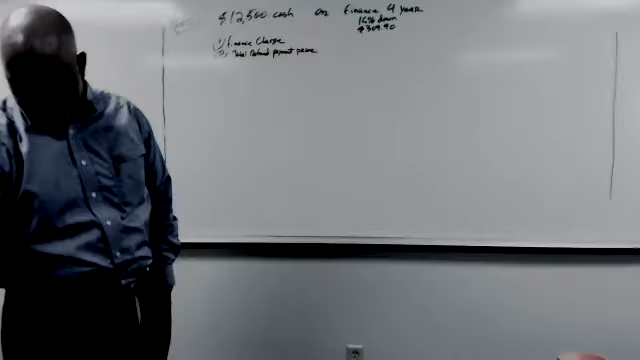 $12,500 cash or finance 4 years
15% down
$309.90
(1) Finance Charge
(2) Total deferred payment price